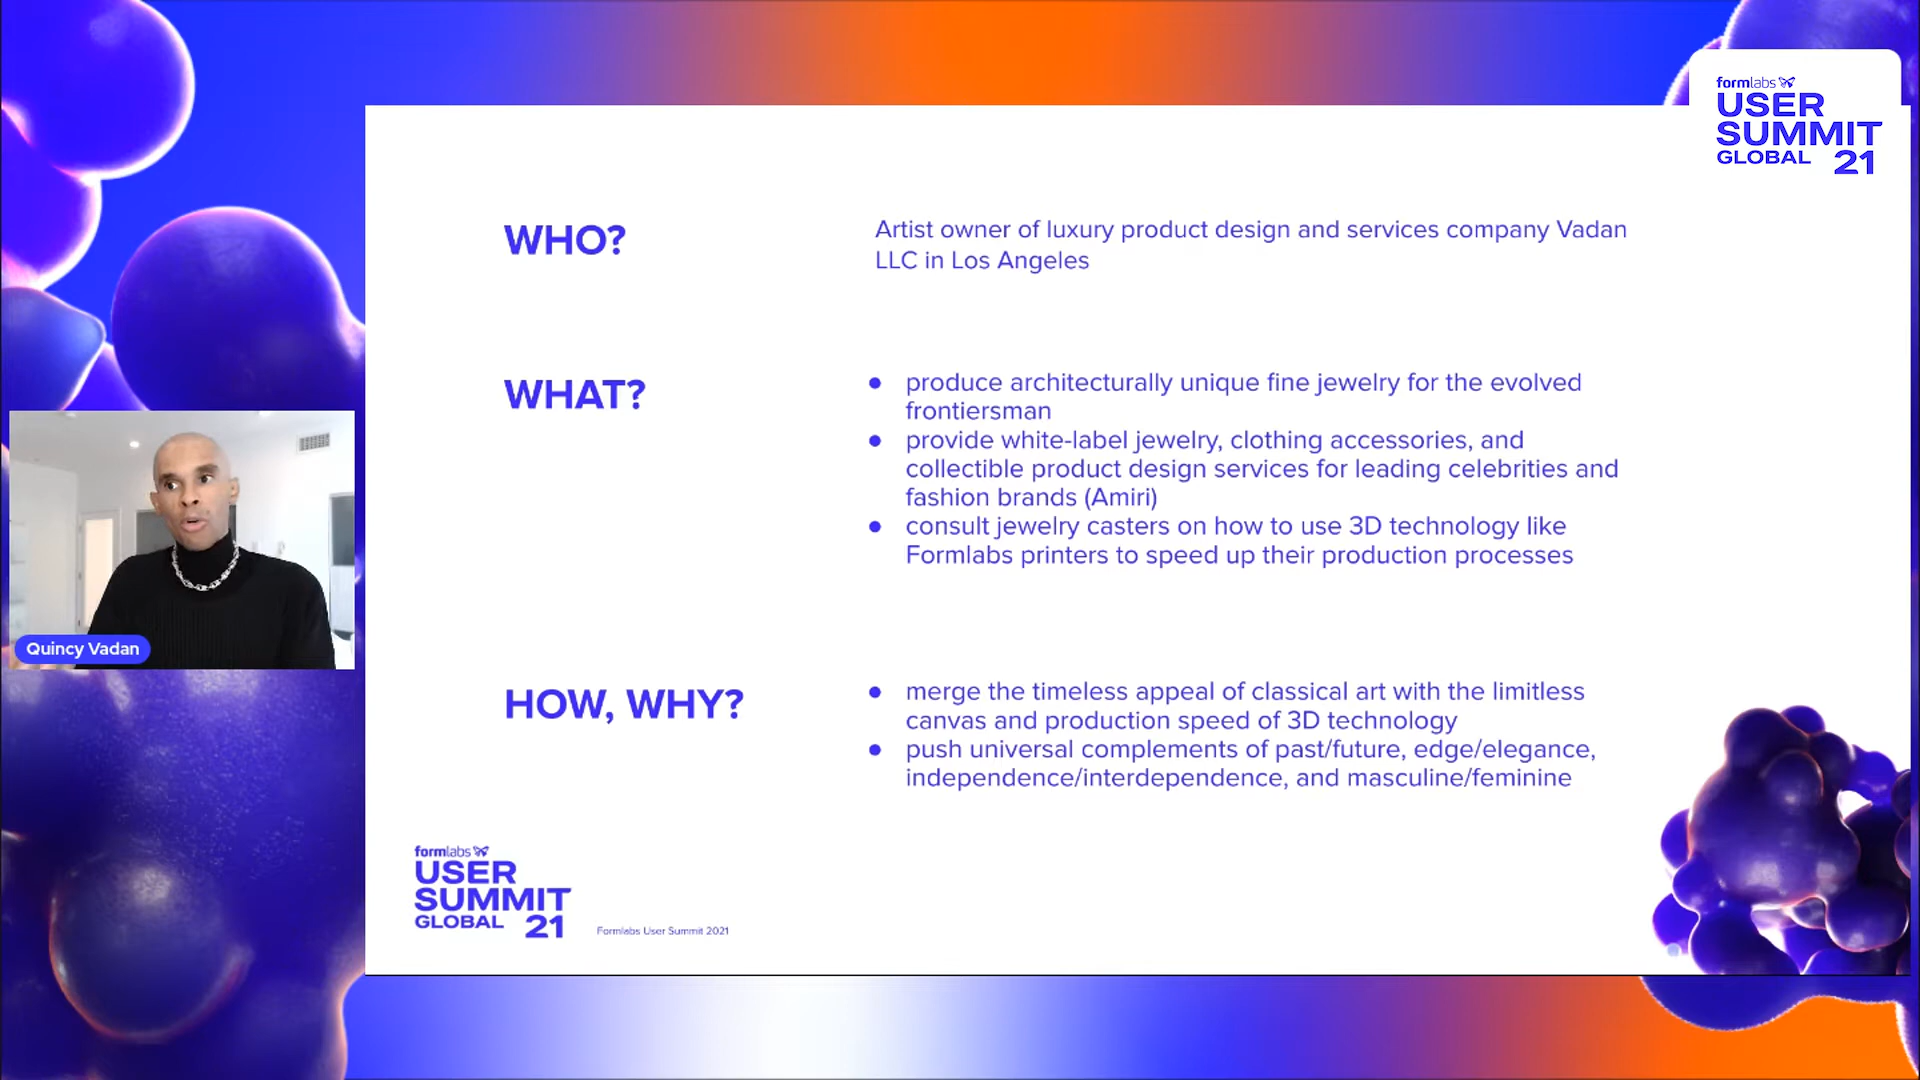 formlabs
USER
SUMMIT
GLOBAL 21
WHO?
Artist owner of luxury product design and services company Vadan
LLC in Los Angeles
WHAT?
● produce architecturally unique fine jewelry for the evolved
frontiersman
● provide white-label jewelry, clothing accessories, and
collectible product design services for leading celebrities and
fashion brands (Amiri)
● consult jewelry casters on how to use 3D technology like
Formlabs printers to speed up their production processes
Quincy Vadan
HOW, WHY?
● merge the timeless appeal of classical art with the limitless
canvas and production speed of 3D technology
● push universal complements of past/future, edge/elegance,
independence/interdependence, and masculine/feminine
formlabs
USER
SUMMIT
GLOBAL 21
Formlabs User Summit 2021